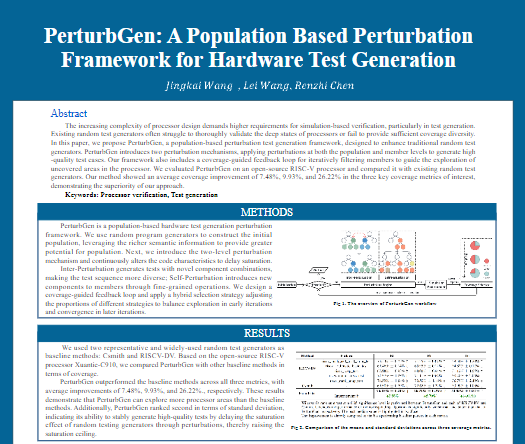 PerturbGen: A Population Based Perturbation
Framework for Hardware Test Generation
Jingkai Wang , Lei Wang, Renzhi Chen
Abstract
The increasing complexity of processor design demands higher requirements for simulation-based verification, particularly in test generation.
Existing random test generators often struggle to thoroughly validate the deep states of processors or fail to provide sufficient coverage diversity.
In this paper, we propose PerturbGen, a population-based perturbation test generation framework, designed to enhance traditional random test
generators. PerturbGen introduces two perturbation mechanisms, applying perturbations at both the population and member levels to generate high
-quality test cases. Our framework also includes a coverage-guided feedback loop for iteratively filtering members to guide the exploration of
uncovered areas in the processor. We evaluated PerturbGen on an open-source RISC-V processor and compared it with existing random test
generators. Our method showed an average coverage improvement of 7.48%, 9.93%, and 26.22% in the three key coverage metrics of interest,
demonstrating the superiority of our approach.
Keywords: Processor verification, Test generation
METHODS
PerturbGen is a population-based hardware test generation perturbation
framework. We use random program generators to construct the initial
population, leveraging the richer semantic information to provide greater
potential for population. Next, we introduce the two-level perturbation
mechanism and continuously alters the code characteristics to delay saturation.
Inter-Perturbation generates tests with novel component combinations,
making the test sequence more diverse; Self-Perturbation introduces new
components to members through fine-grained operations. We design a
coverage-guided feedback loop and apply a hybrid selection strategy adjusting
the proportions of different strategies to balance exploration in early iterations
and convergence in later iterations.
Fig 1. The overview of PerturbGen workflow.
RESULTS
We used two representative and widely-used random test generators as
baseline methods: Csmith and RISCV-DV. Based on the open-source RISC-V
processor Xuantie-C910, we compared PerturbGen with other baseline methods in
terms of coverage.
PerturbGen outperformed the baseline methods across all three metrics, with
average improvements of 7.48%, 9.93%, and 26.22%., respectively. These results
demonstrate that PerturbGen can explore more processor areas than the baseline
methods. Additionally, PerturbGen ranked second in terms of standard deviation,
indicating its ability to stably generate high-quality tests by delaying the saturation
effect of random testing generators through perturbations, thereby raising the
saturation ceiling.
Fig 2. Comparison of the means and standard deviations across three coverage metrics.